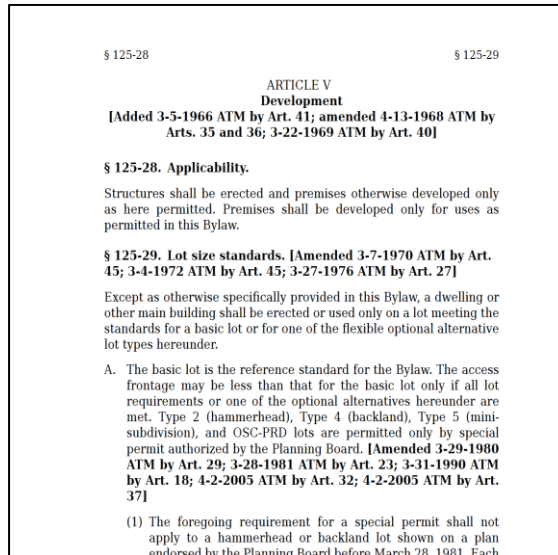 § 125-28 § 125-29
ARTICLE V
Development
[Added 3-5-1966 ATM by Art. 41; amended 4-13-1968 ATM by
Arts. 35 and 36; 3-22-1969 ATM by Art. 40]
§ 125-28. Applicability.
Structures shall be erected and premises otherwise developed only
as here permitted. Premises shall be developed only for uses as
permitted in this Bylaw.
§ 125-29. Lot size standards. [Amended 3-7-1970 ATM by Art.
45; 3-4-1972 ATM by Art. 45; 3-27-1976 ATM by Art. 27]
Except as otherwise specifically provided in this Bylaw, a dwelling or
other main building shall be erected or used only on a lot meeting the
standards for a basic lot or for one of the flexible optional alternative
lot types hereunder.
A. The basic lot is the reference standard for the Bylaw. The access
frontage may be less than that for the basic lot only if all lot
requirements or one of the optional alternatives hereunder are
met. Type 2 (hammerhead), Type 4 (backland), Type 5 (mini-
subdivision), and OSC-PRD lots are permitted only by special
permit authorized by the Planning Board. [Amended 3-29-1980
ATM by Art. 29; 3-28-1981 ATM by Art. 23; 3-31-1990 ATM
by Art. 18; 4-2-2005 ATM by Art. 32; 4-2-2005 ATM by Art.
37]
(1) The foregoing requirement for a special permit shall not
apply to a hammerhead or backland lot shown on a plan
endorsed by the Planning Board before March 28, 1981. Each